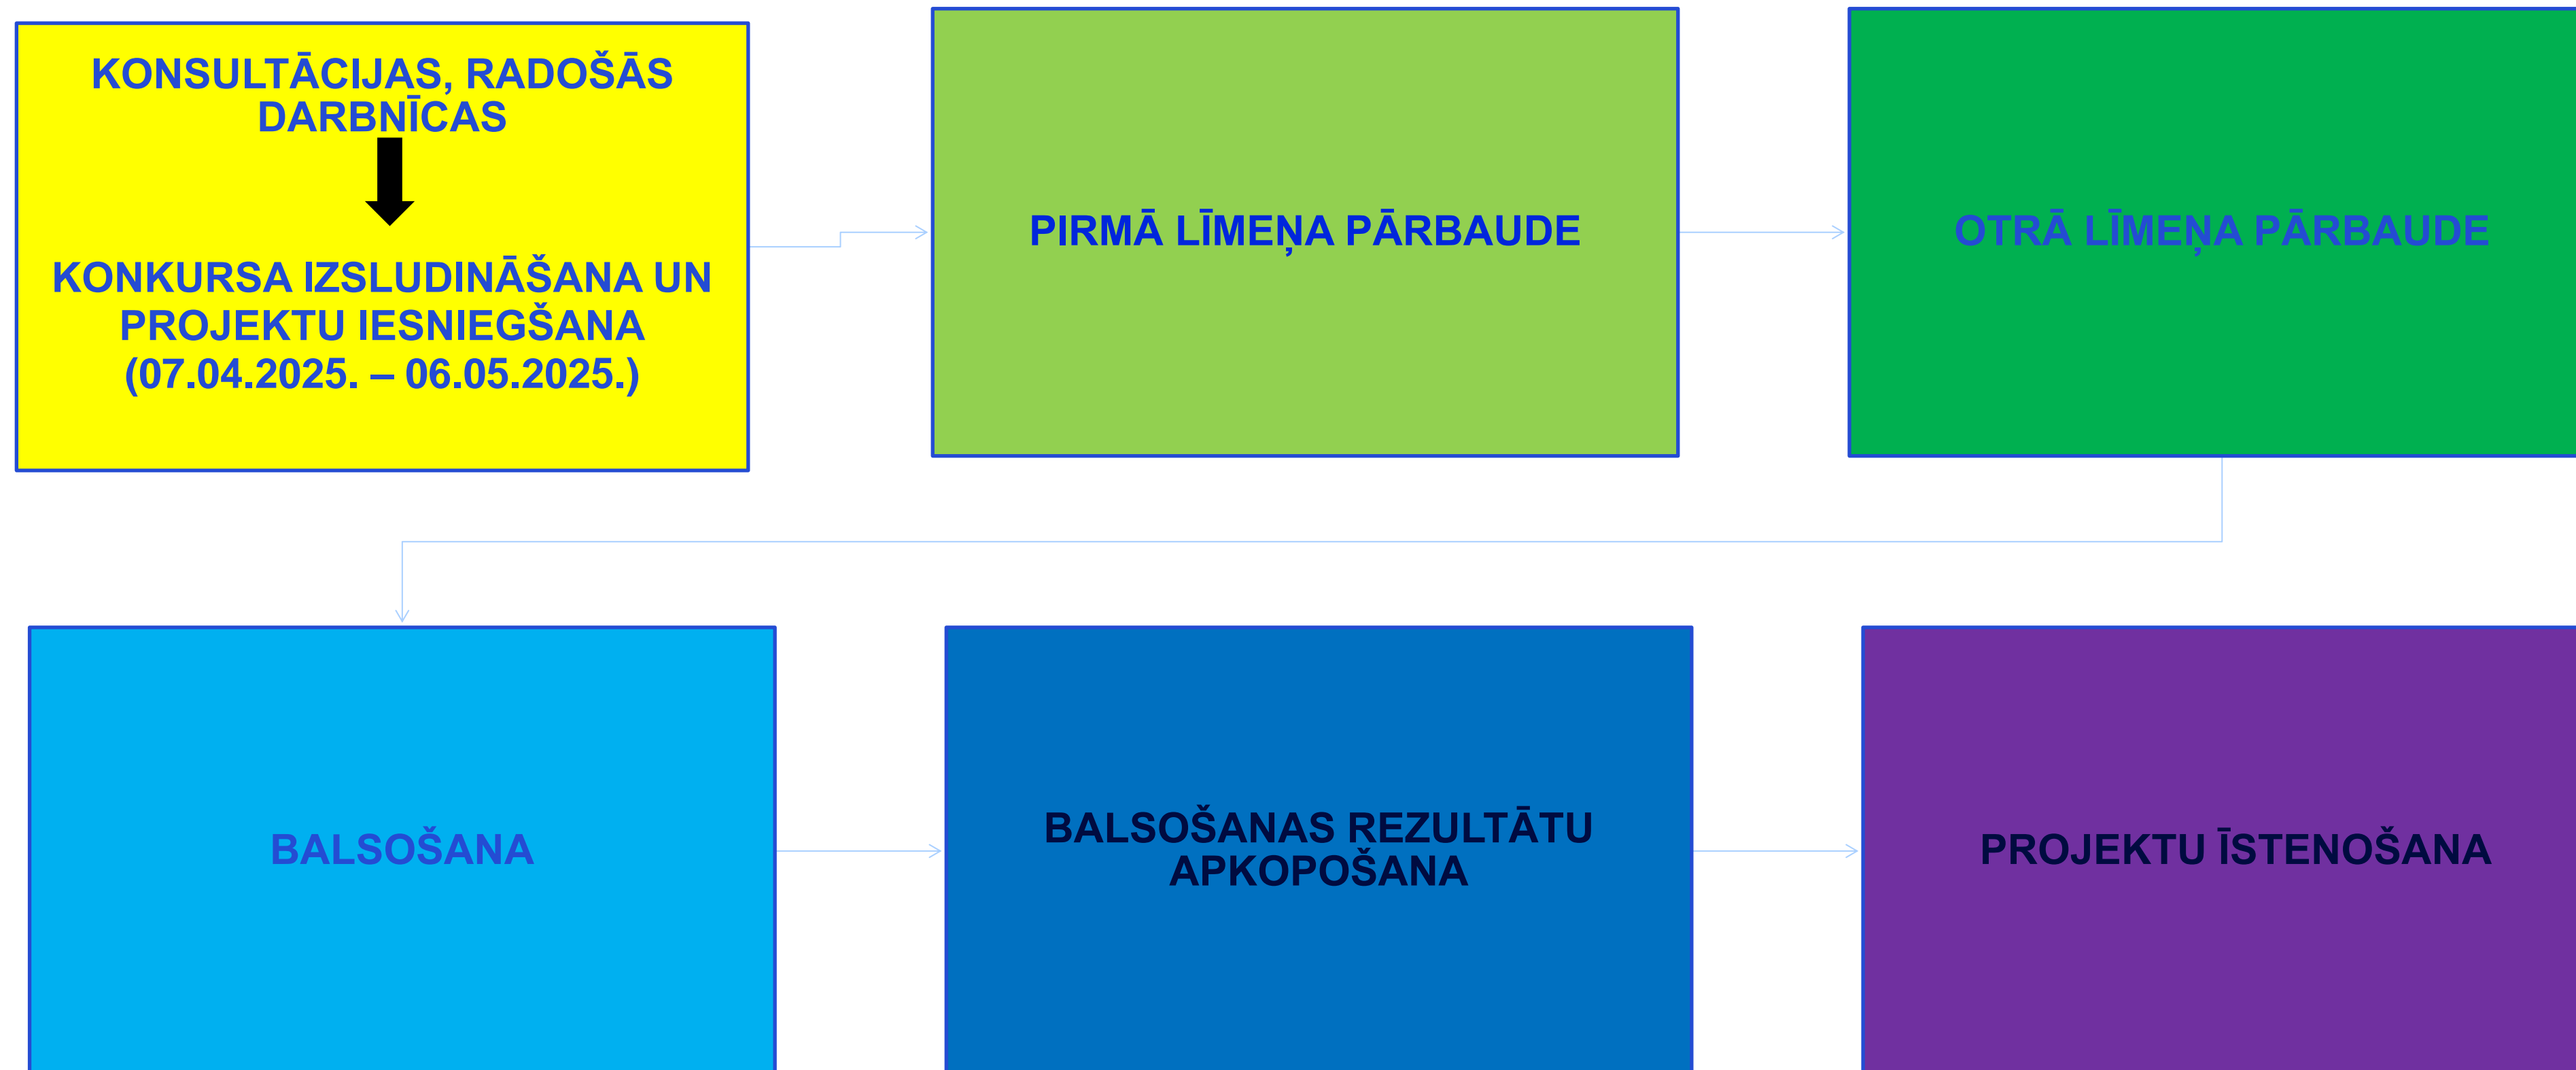 KONSULTĀCIJAS, RADOŠĀS
DARBNĪCAS
KONKURSA IZSLUDINĀŠANA UN
PROJEKTU IESNIEGŠANA
(07.04.2025. – 06.05.2025.)
PIRMĀ LĪMEŅA PĀRBAUDE
OTRĀ LĪMEŅA PĀRBAUDE
BALSOŠANA
BALSOŠANAS REZULTĀTU
APKOPOŠANA
PROJEKTU ĪSTENOŠANA